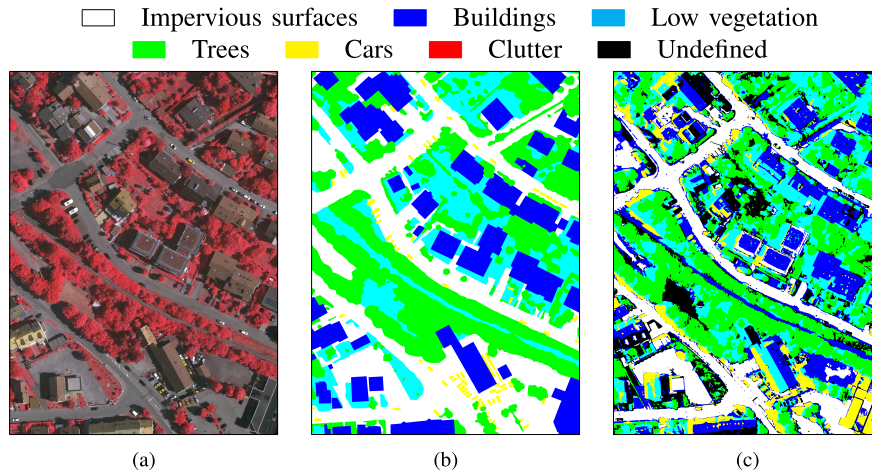 Impervious surfaces Buildings Low vegetation
Trees Cars Clutter Undefined
(a) (b) (c)